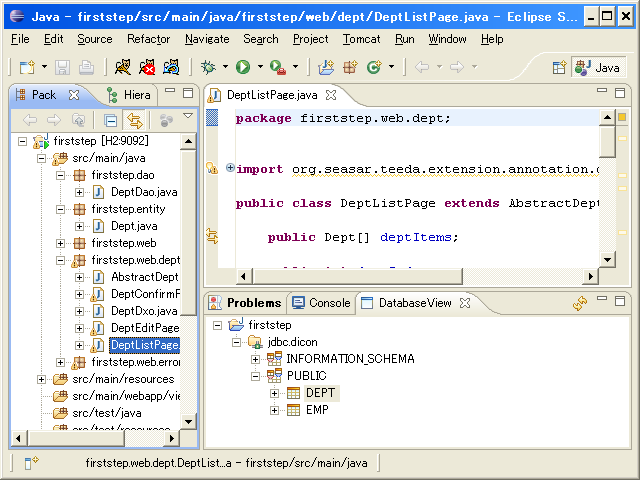 Java – firststep/src/main/java/firststep/web/dept/DeptListPage.java – Eclipse S...
File Edit Source Refactor Navigate Search Project Tomcat Run Window Help
Java
Pack Hiera
firststep [H2:9092]
src/main/java
firststep.dao
DeptDao.java
firststep.entity
Dept.java
firststep.web
firststep.web.dept
AbstractDept
DeptConfirmF
DeptDxo.java
DeptEditPage
DeptListPage.
firststep.web.error
src/main/resources
src/main/webapp/vie
src/test/java
src/test/resources
DeptListPage.java
package firststep.web.dept;
import org.seasar.teeda.extension.annotation.c
public class DeptListPage extends AbstractDept
public Dept[] deptItems;
Problems Console DatabaseView
firststep
jdbc.dicon
INFORMATION_SCHEMA
PUBLIC
DEPT
EMP
firststep.web.dept.DeptList...a – firststep/src/main/java